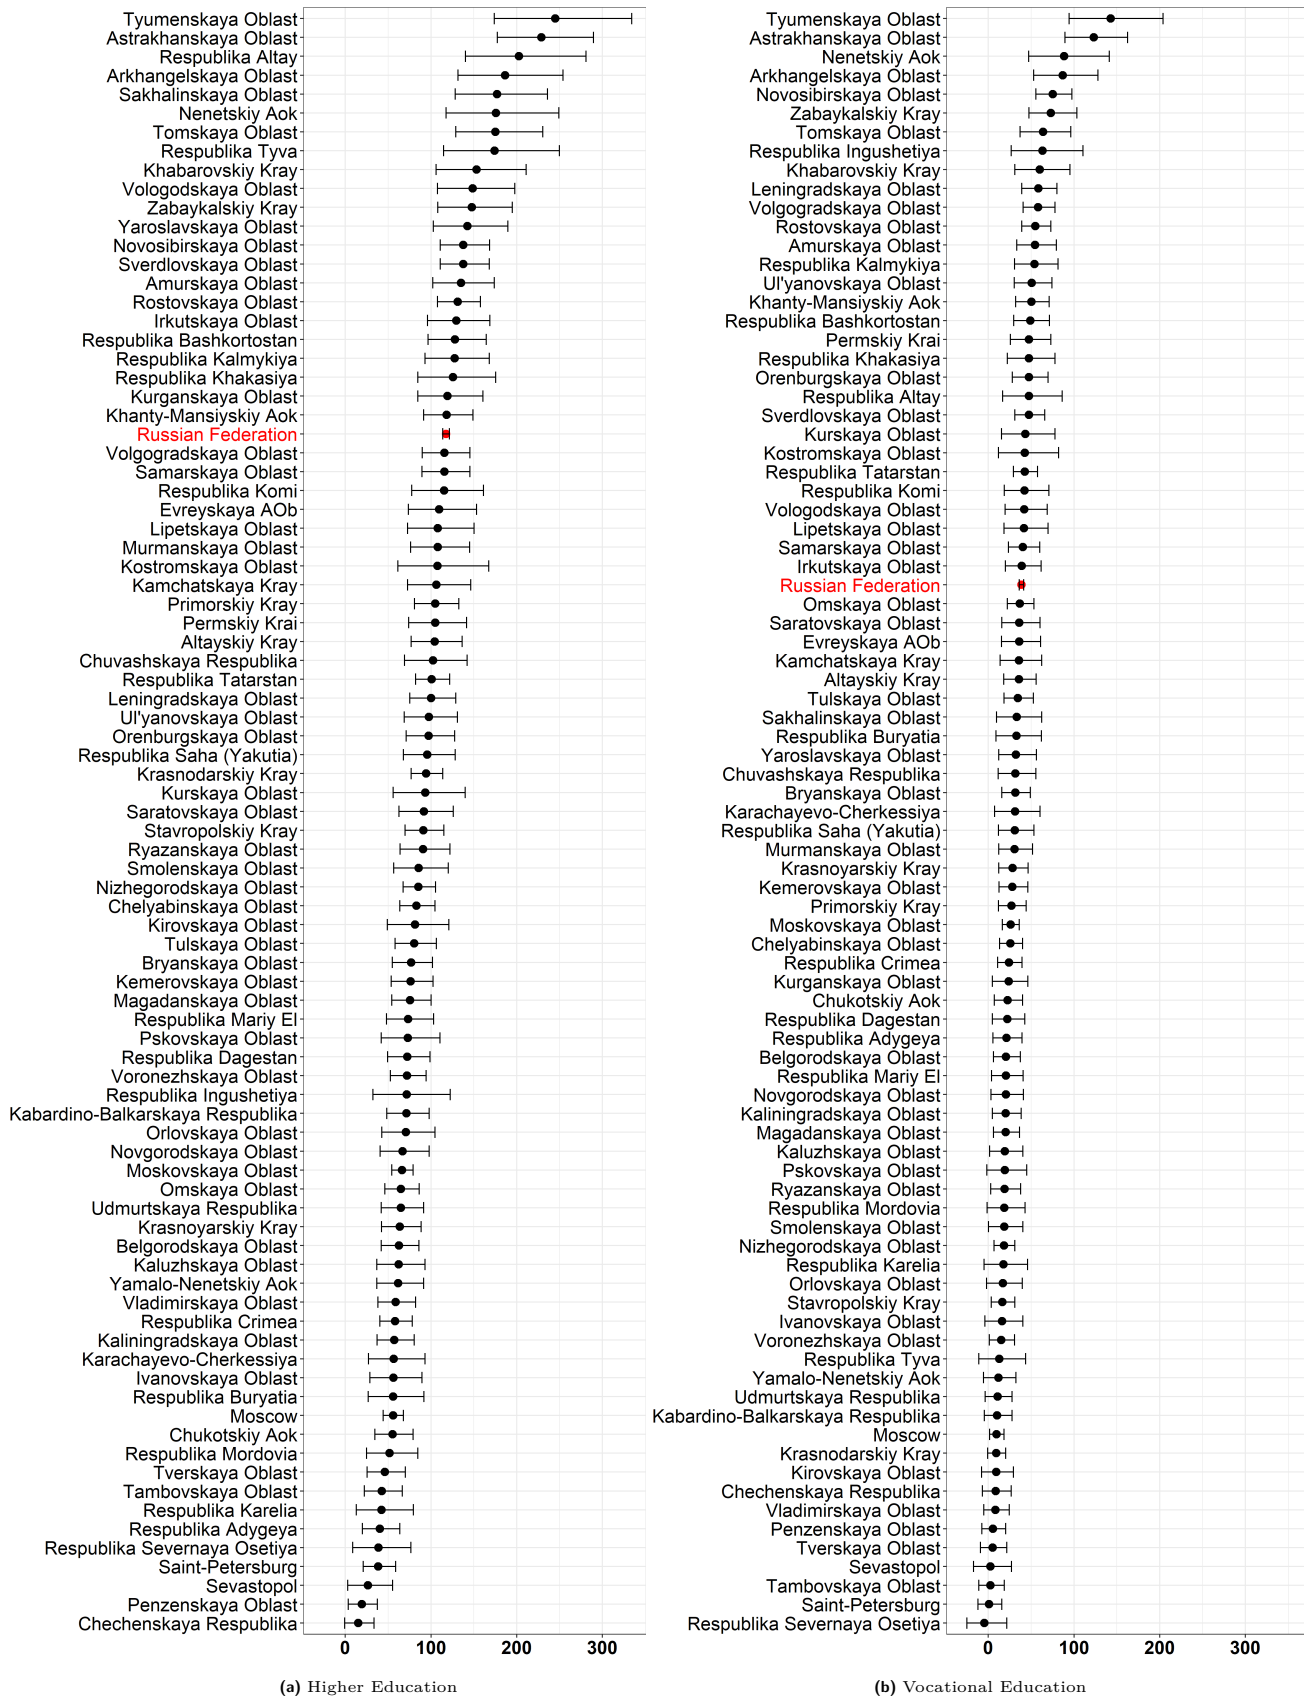 Tyumenskaya Oblast
Astrakhanskaya Oblast
Respublika Altay
Arkhangelskaya Oblast
Sakhalinskaya Oblast
Nenetskiy Aok
Tomskaya Oblast
Respublika Tyva
Khabarovskiy Kray
Vologodskaya Oblast
Zabaykalskiy Kray
Yaroslavskaya Oblast
Novosibirskaya Oblast
Sverdlovskaya Oblast
Amurskaya Oblast
Rostovskaya Oblast
Irkutskaya Oblast
Respublika Bashkortostan
Respublika Kalmykiya
Respublika Khakasiya
Kurganskaya Oblast
Khanty-Mansiyskiy Aok
Russian Federation
Volgogradskaya Oblast
Samarskaya Oblast
Respublika Komi
Evreyskaya AOb
Lipetskaya Oblast
Murmanskaya Oblast
Kostromskaya Oblast
Kamchatskaya Kray
Primorskiy Kray
Permskiy Krai
Altayskiy Kray
Chuvashskaya Respublika
Respublika Tatarstan
Leningradskaya Oblast
Ul'yanovskaya Oblast
Orenburgskaya Oblast
Respublika Saha (Yakutia)
Krasnodarskiy Kray
Kurskaya Oblast
Saratovskaya Oblast
Stavropolskiy Kray
Ryazanskaya Oblast
Smolenskaya Oblast
Nizhegorodskaya Oblast
Chelyabinskaya Oblast
Kirovskaya Oblast
Tulskaya Oblast
Bryanskaya Oblast
Kemerovskaya Oblast
Magadanskaya Oblast
Respublika Mariy El
Pskovskaya Oblast
Respublika Dagestan
Voronezhskaya Oblast
Respublika Ingushetiya
Kabardino-Balkarskaya Respublika
Orlovskaya Oblast
Novgorodskaya Oblast
Moskovskaya Oblast
Omskaya Oblast
Udmurtskaya Respublika
Krasnoyarskiy Kray
Belgorodskaya Oblast
Kaluzhskaya Oblast
Yamalo-Nenetskiy Aok
Vladimirskaya Oblast
Respublika Crimea
Kaliningradskaya Oblast
Karachayevo-Cherkessiya
Ivanovskaya Oblast
Respublika Buryatia
Moscow
Chukotskiy Aok
Respublika Mordovia
Tverskaya Oblast
Tambovskaya Oblast
Respublika Karelia
Respublika Adygeya
Respublika Severnaya Osetiya
Saint-Petersburg
Sevastopol
Penzenskaya Oblast
Chechenskaya Respublika
0 100 200 300
(a) Higher Education
Tyumenskaya Oblast
Astrakhanskaya Oblast
Nenetskiy Aok
Arkhangelskaya Oblast
Novosibirskaya Oblast
Zabaykalskiy Kray
Tomskaya Oblast
Respublika Ingushetiya
Khabarovskiy Kray
Leningradskaya Oblast
Volgogradskaya Oblast
Rostovskaya Oblast
Amurskaya Oblast
Respublika Kalmykiya
Ul'yanovskaya Oblast
Khanty-Mansiyskiy Aok
Respublika Bashkortostan
Permskiy Krai
Respublika Khakasiya
Orenburgskaya Oblast
Respublika Altay
Sverdlovskaya Oblast
Kurskaya Oblast
Kostromskaya Oblast
Respublika Tatarstan
Respublika Komi
Vologodskaya Oblast
Lipetskaya Oblast
Samarskaya Oblast
Irkutskaya Oblast
Russian Federation
Omskaya Oblast
Saratovskaya Oblast
Evreyskaya AOb
Kamchatskaya Kray
Altayskiy Kray
Tulskaya Oblast
Sakhalinskaya Oblast
Respublika Buryatia
Yaroslavskaya Oblast
Chuvashskaya Respublika
Bryanskaya Oblast
Karachayevo-Cherkessiya
Respublika Saha (Yakutia)
Murmanskaya Oblast
Krasnoyarskiy Kray
Kemerovskaya Oblast
Primorskiy Kray
Moskovskaya Oblast
Chelyabinskaya Oblast
Respublika Crimea
Kurganskaya Oblast
Chukotskiy Aok
Respublika Dagestan
Respublika Adygeya
Belgorodskaya Oblast
Respublika Mariy El
Novgorodskaya Oblast
Kaliningradskaya Oblast
Magadanskaya Oblast
Kaluzhskaya Oblast
Pskovskaya Oblast
Ryazanskaya Oblast
Respublika Mordovia
Smolenskaya Oblast
Nizhegorodskaya Oblast
Respublika Karelia
Orlovskaya Oblast
Stavropolskiy Kray
Ivanovskaya Oblast
Voronezhskaya Oblast
Respublika Tyva
Yamalo-Nenetskiy Aok
Udmurtskaya Respublika
Kabardino-Balkarskaya Respublika
Moscow
Krasnodarskiy Kray
Kirovskaya Oblast
Chechenskaya Respublika
Vladimirskaya Oblast
Penzenskaya Oblast
Tverskaya Oblast
Sevastopol
Tambovskaya Oblast
Saint-Petersburg
Respublika Severnaya Osetiya
0 100 200 300
(b) Vocational Education